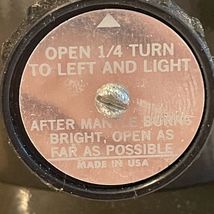 OPEN 1/4 TURN
TO LEFT AND LIGHT
AFTER MANTLE BURNS
BRIGHT, OPEN AS
FAR AS POSSIBLE
MADE IN USA